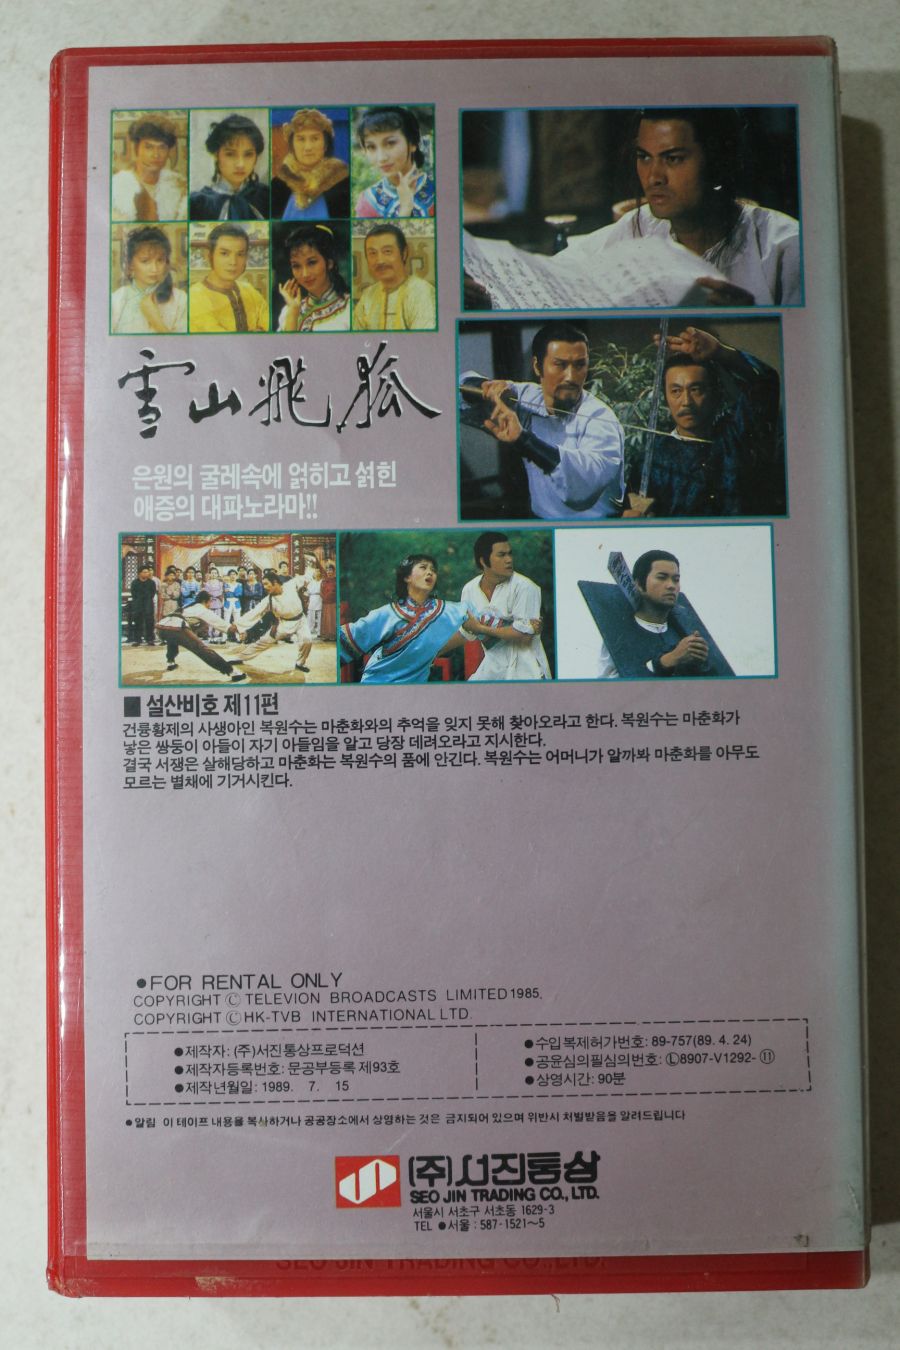 雪山飛狐
은원의 굴레속에 얽히고 설힌
애증의 대파노라마!!
■ 설산비호 제11편
건륭황제의 사생아인 복원수는 마춘화와의 추억을 잊지 못해 찾아오라고 한다. 복원수는 마춘화가
낳은 쌍둥이 아들이 자기 아들임을 알고 당장 데려오라고 지시한다.
결국 서쟁은 살해당하고 마춘화는 복원수의 품에 안긴다. 복원수는 어머니가 알까봐 마춘화를 아무도
모르는 별채에 기거시킨다.
●FOR RENTAL ONLY
COPYRIGHT Ⓒ TELEVION BROADCASTS LIMITED 1985.
COPYRIGHT Ⓒ HK-TVB INTERNATIONAL LTD.
●제작자: (주)서진통상프로덕션
●제작자등록번호: 문공부등록 제93호
●제작년월일: 1989. 7. 15
●수입복제허가번호: 89-757(89. 4. 24)
●공윤심의필심의번호: Ⓛ8907-V1292-⑪
●상영시간: 90분
●알림 이 테이프 내용을 복사하거나 공공장소에서 상영하는 것은 금지되어 있으며 위반시 처벌받음을 알려드립니다
(주)서진통상
SEO JIN TRADING CO., LTD.
서울시 서초구 서초동 1629-3
TEL ●서울 : 587-1521~5
SEO JIN TRADING CO., LTD.